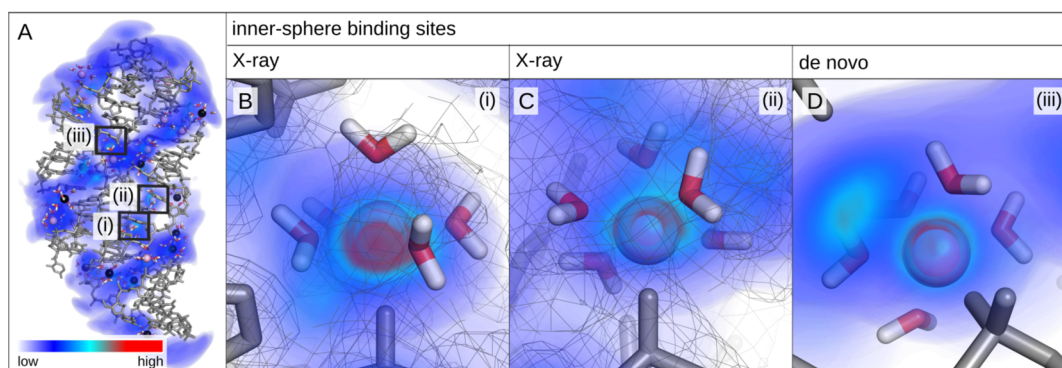 A
inner-sphere binding sites
X-ray
X-ray
de novo
B
(i)
C
(ii)
D
(iii)
(iii)
(ii)
(i)
low
high